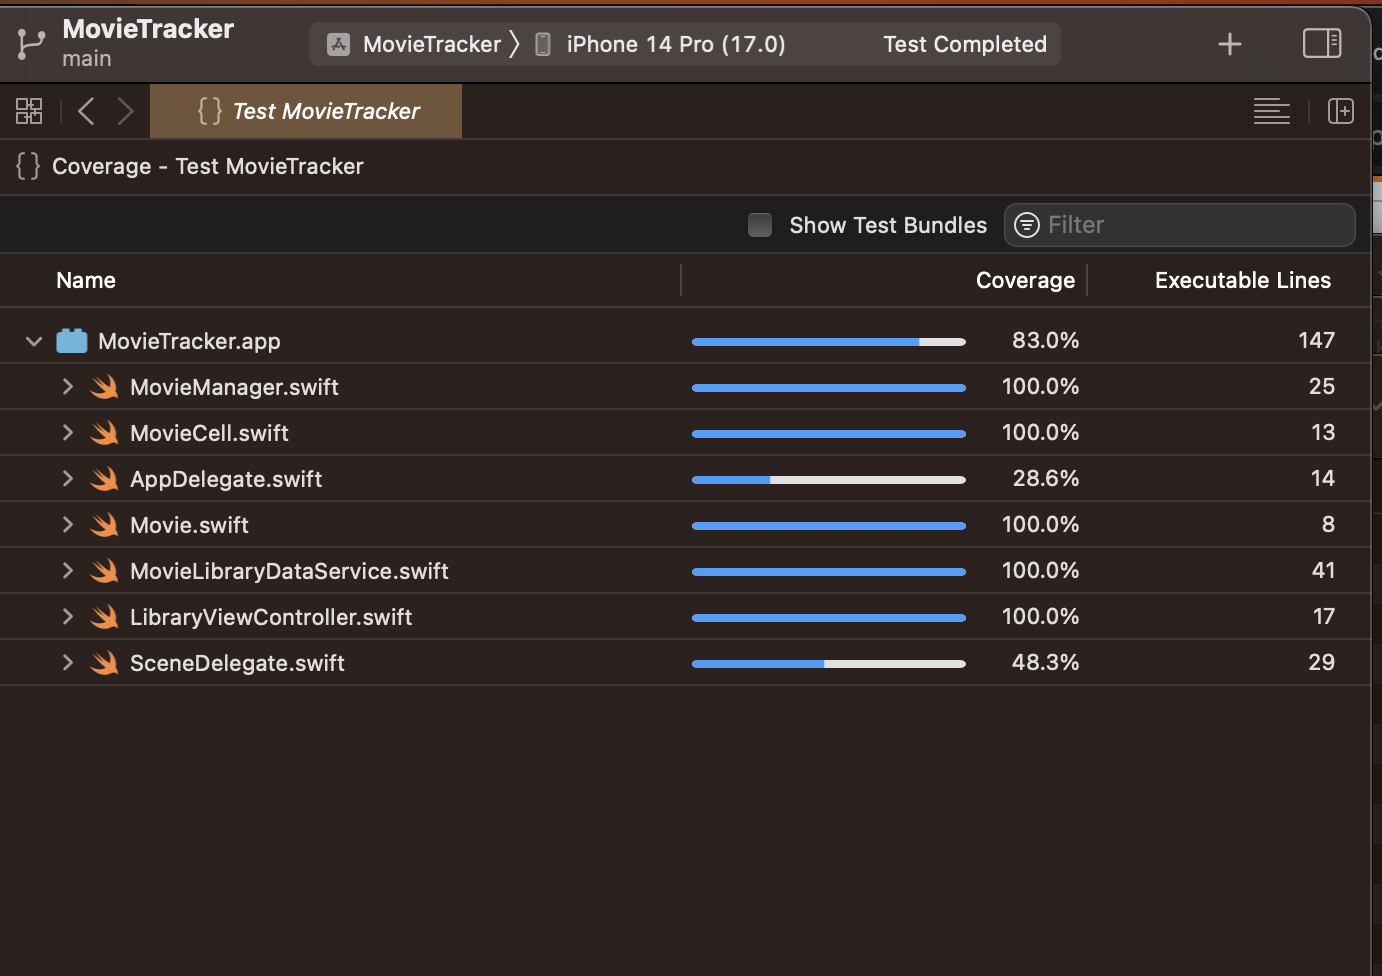 MovieTracker
main
MovieTracker 〉 iPhone 14 Pro (17.0) Test Completed
{} Test MovieTracker
{} Coverage - Test MovieTracker
Show Test Bundles Filter
Name Coverage Executable Lines
MovieTracker.app 83.0% 147
MovieManager.swift 100.0% 25
MovieCell.swift 100.0% 13
AppDelegate.swift 28.6% 14
Movie.swift 100.0% 8
MovieLibraryDataService.swift 100.0% 41
LibraryViewController.swift 100.0% 17
SceneDelegate.swift 48.3% 29